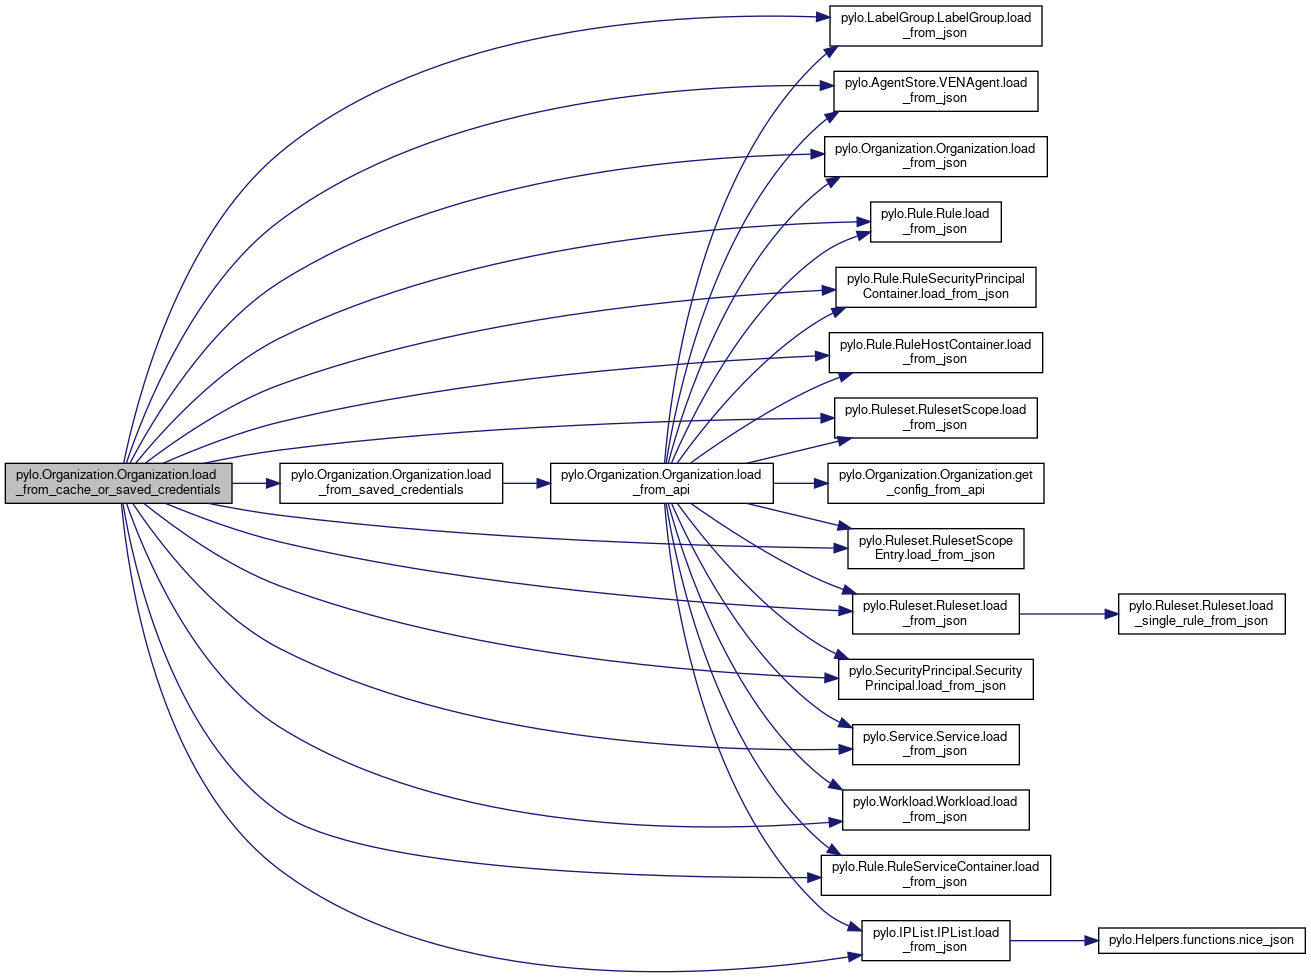 pylo.LabelGroup.LabelGroup.load
_from_json
pylo.AgentStore.VENAgent.load
_from_json
pylo.Organization.Organization.load
_from_json
pylo.Rule.Rule.load
_from_json
pylo.Rule.RuleSecurityPrincipal
Container.load_from_json
pylo.Rule.RuleHostContainer.load
_from_json
pylo.Ruleset.RulesetScope.load
_from_json
pylo.Organization.Organization.load
_from_cache_or_saved_credentials
pylo.Organization.Organization.load
_from_saved_credentials
pylo.Organization.Organization.load
_from_api
pylo.Organization.Organization.get
_config_from_api
pylo.Ruleset.RulesetScope
Entry.load_from_json
pylo.Ruleset.Ruleset.load
_from_json
pylo.Ruleset.Ruleset.load
_single_rule_from_json
pylo.SecurityPrincipal.Security
Principal.load_from_json
pylo.Service.Service.load
_from_json
pylo.Workload.Workload.load
_from_json
pylo.Rule.RuleServiceContainer.load
_from_json
pylo.IPList.IPList.load
_from_json
pylo.Helpers.functions.nice_json